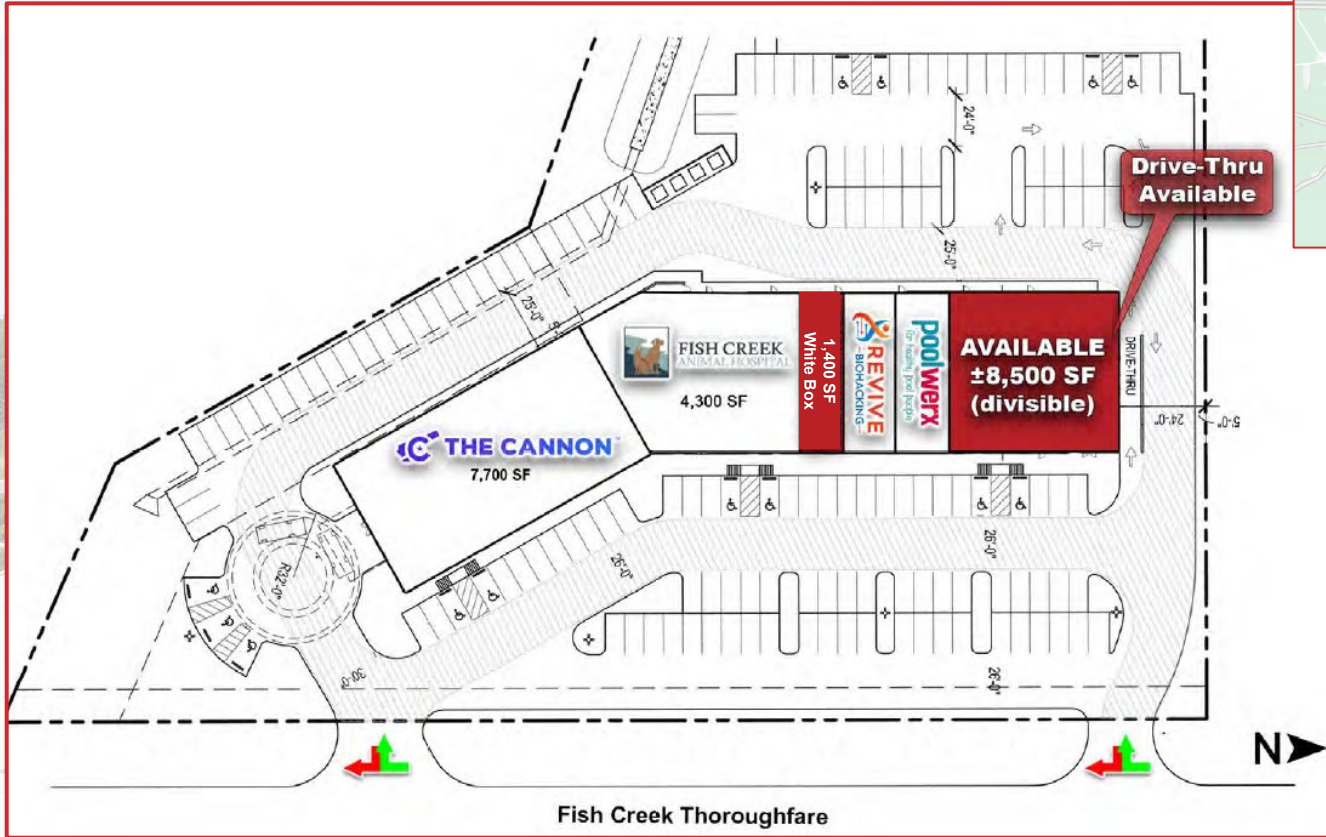 24'-0"
Drive-Thru
Available
25'-0"
25'-0"
FISH CREEK
ANIMAL HOSPITAL
4,300 SF
1,400 SF
White Box
REVIVE
BIOHACKING
poolwerx
for healthy pool people
AVAILABLE
±8,500 SF
(divisible)
DRIVE-THRU
24'-0"
5'-0"
THE CANNON
7,700 SF
R32'-0"
26'-0"
26'-0"
30'-0"
26'-0"
N
Fish Creek Thoroughfare